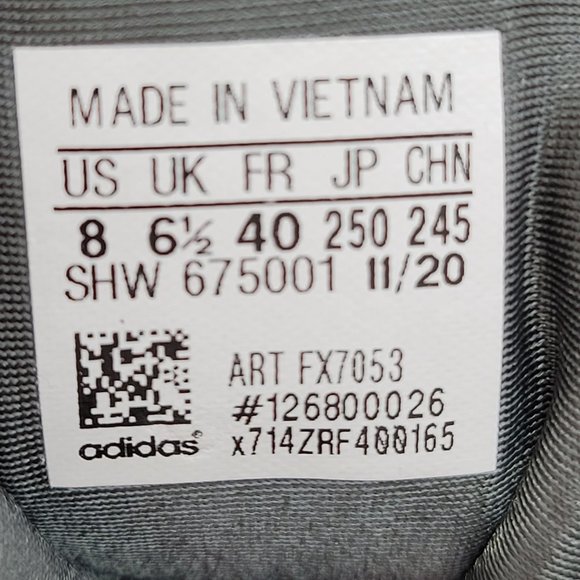 MADE IN VIETNAM
US UK FR JP CHN
8 6½ 40 250 245
SHW 675001 11/20
ART FX7053
#126800026
adidas® x714ZRF400165